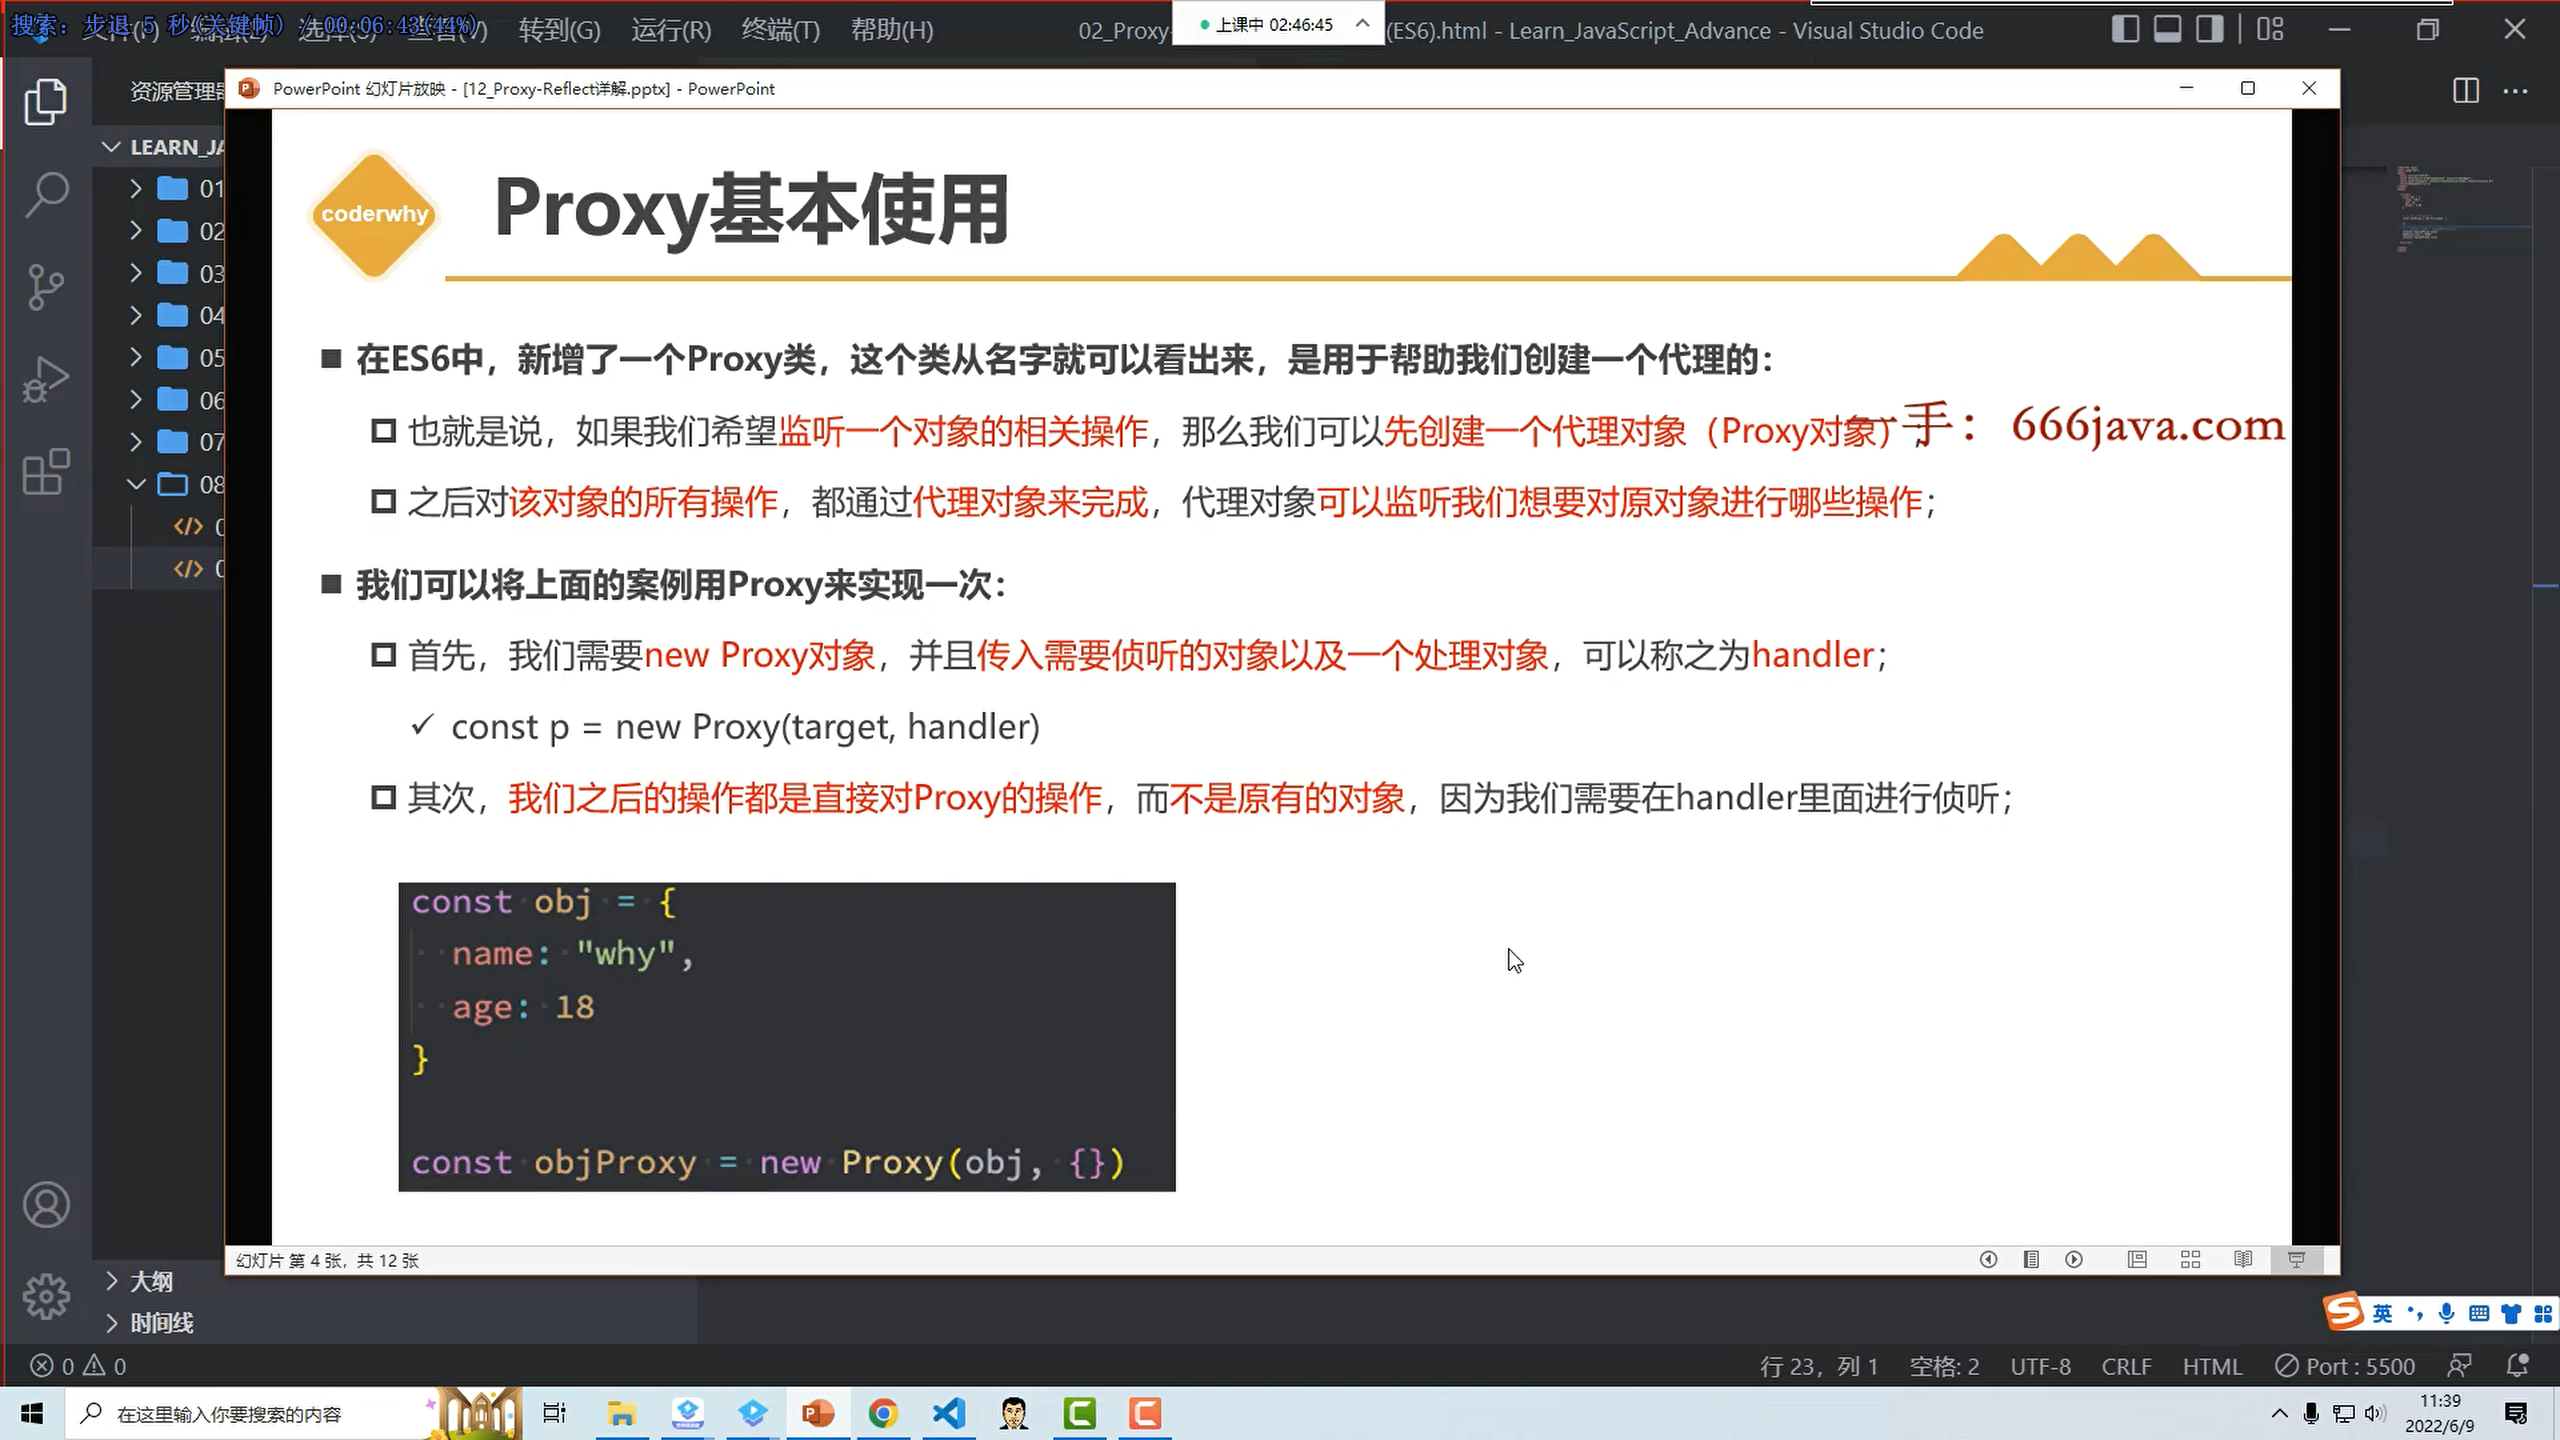 搜索: 步退 5 秒(关键帧) / 00:06:43(44%)
转到(G) 运行(R) 终端(T) 帮助(H)
02_Proxy
上课中 02:46:45
(ES6).html - Learn_JavaScript_Advance - Visual Studio Code
资源管理器
PowerPoint 幻灯片放映 - [12_Proxy-Reflect详解.pptx] - PowerPoint
LEARN_JA
01
02
03
04
05
06
07
08
coderwhy
Proxy基本使用
在ES6中，新增了一个Proxy类，这个类从名字就可以看出来，是用于帮助我们创建一个代理的：
也就是说，如果我们希望监听一个对象的相关操作，那么我们可以先创建一个代理对象（Proxy对象）
一手： 666java.com
之后对该对象的所有操作，都通过代理对象来完成，代理对象可以监听我们想要对原对象进行哪些操作；
我们可以将上面的案例用Proxy来实现一次：
首先，我们需要new Proxy对象，并且传入需要侦听的对象以及一个处理对象，可以称之为handler；
const p = new Proxy(target, handler)
其次，我们之后的操作都是直接对Proxy的操作，而不是原有的对象，因为我们需要在handler里面进行侦听；
const obj = {
name: "why",
age: 18
}
const objProxy = new Proxy(obj, {})
幻灯片 第 4 张，共 12 张
大纲
时间线
英
0 0
行 23，列 1 空格: 2 UTF-8 CRLF HTML Port : 5500
在这里输入你要搜索的内容
11:39
2022/6/9